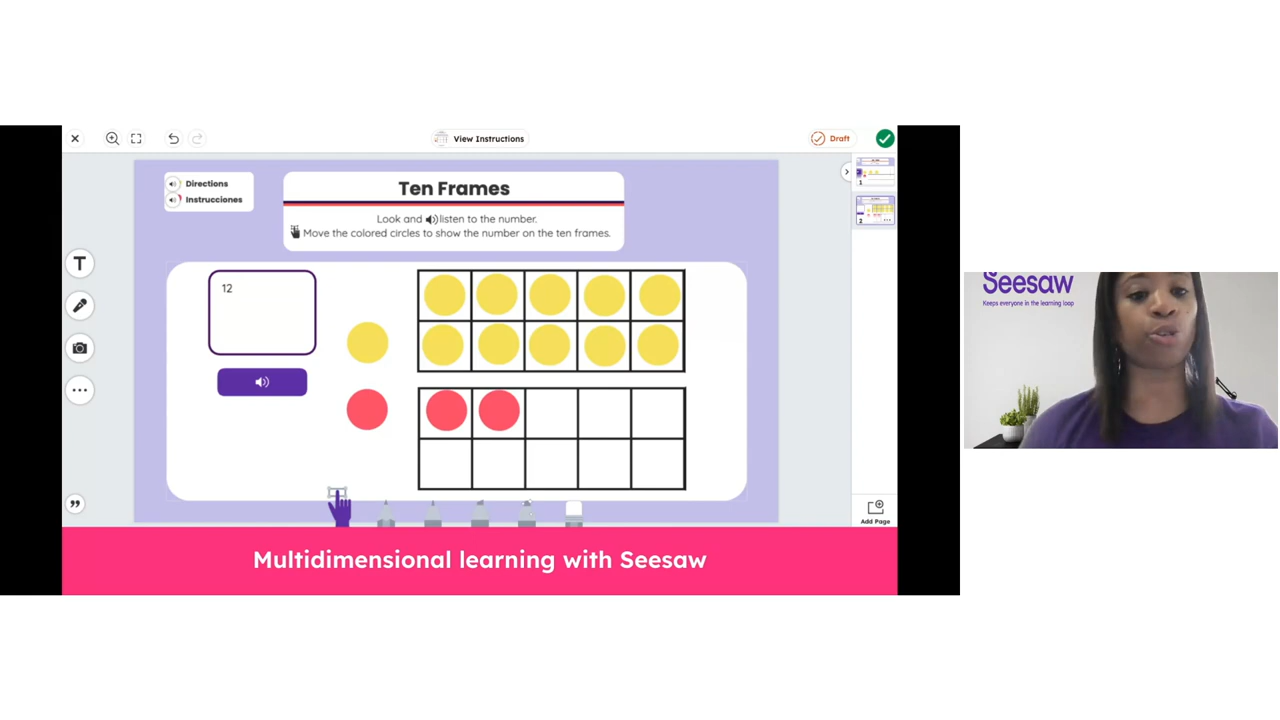 View Instructions
Draft
Directions
Instrucciones
Ten Frames
Look and listen to the number.
Move the colored circles to show the number on the ten frames.
12
T
1
2
Add Page
Multidimensional learning with Seesaw
Seesaw
Keeps everyone in the learning loop